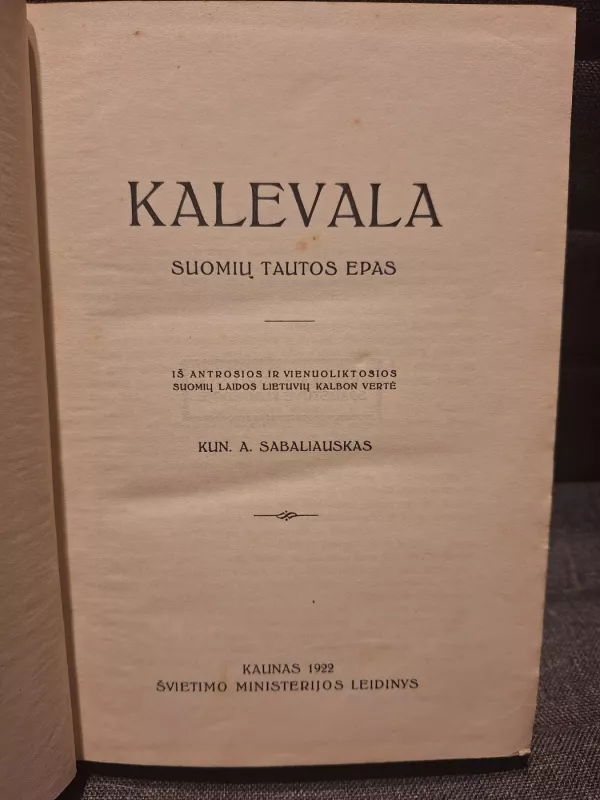 KALEVALA
SUOMIŲ TAUTOS EPAS
IŠ ANTROSIOS IR VIENUOLIKTOSIOS
SUOMIŲ LAIDOS LIETUVIŲ KALBON VERTĖ
KUN. A. SABALIAUSKAS
KAUNAS 1922
ŠVIETIMO MINISTERIJOS LEIDINYS